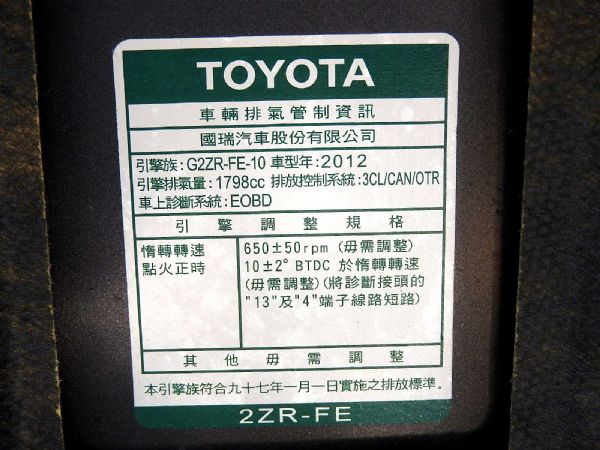 TOYOTA
車輛排氣管制資訊
國瑞汽車股份有限公司
引擎族:G2ZR-FE-10 車型年:2012
引擎排氣量:1798cc 排放控制系統:3CL/CAN/OTR
車上診斷系統:EOBD
引擎調整規格
惰轉轉速 650±50rpm (毋需調整)
點火正時 10±2° BTDC 於惰轉轉速
(毋需調整)(將診斷接頭的
"13"及"4"端子線路短路)
其他毋需調整
本引擎族符合九十七年一月一日實施之排放標準。
2ZR-FE